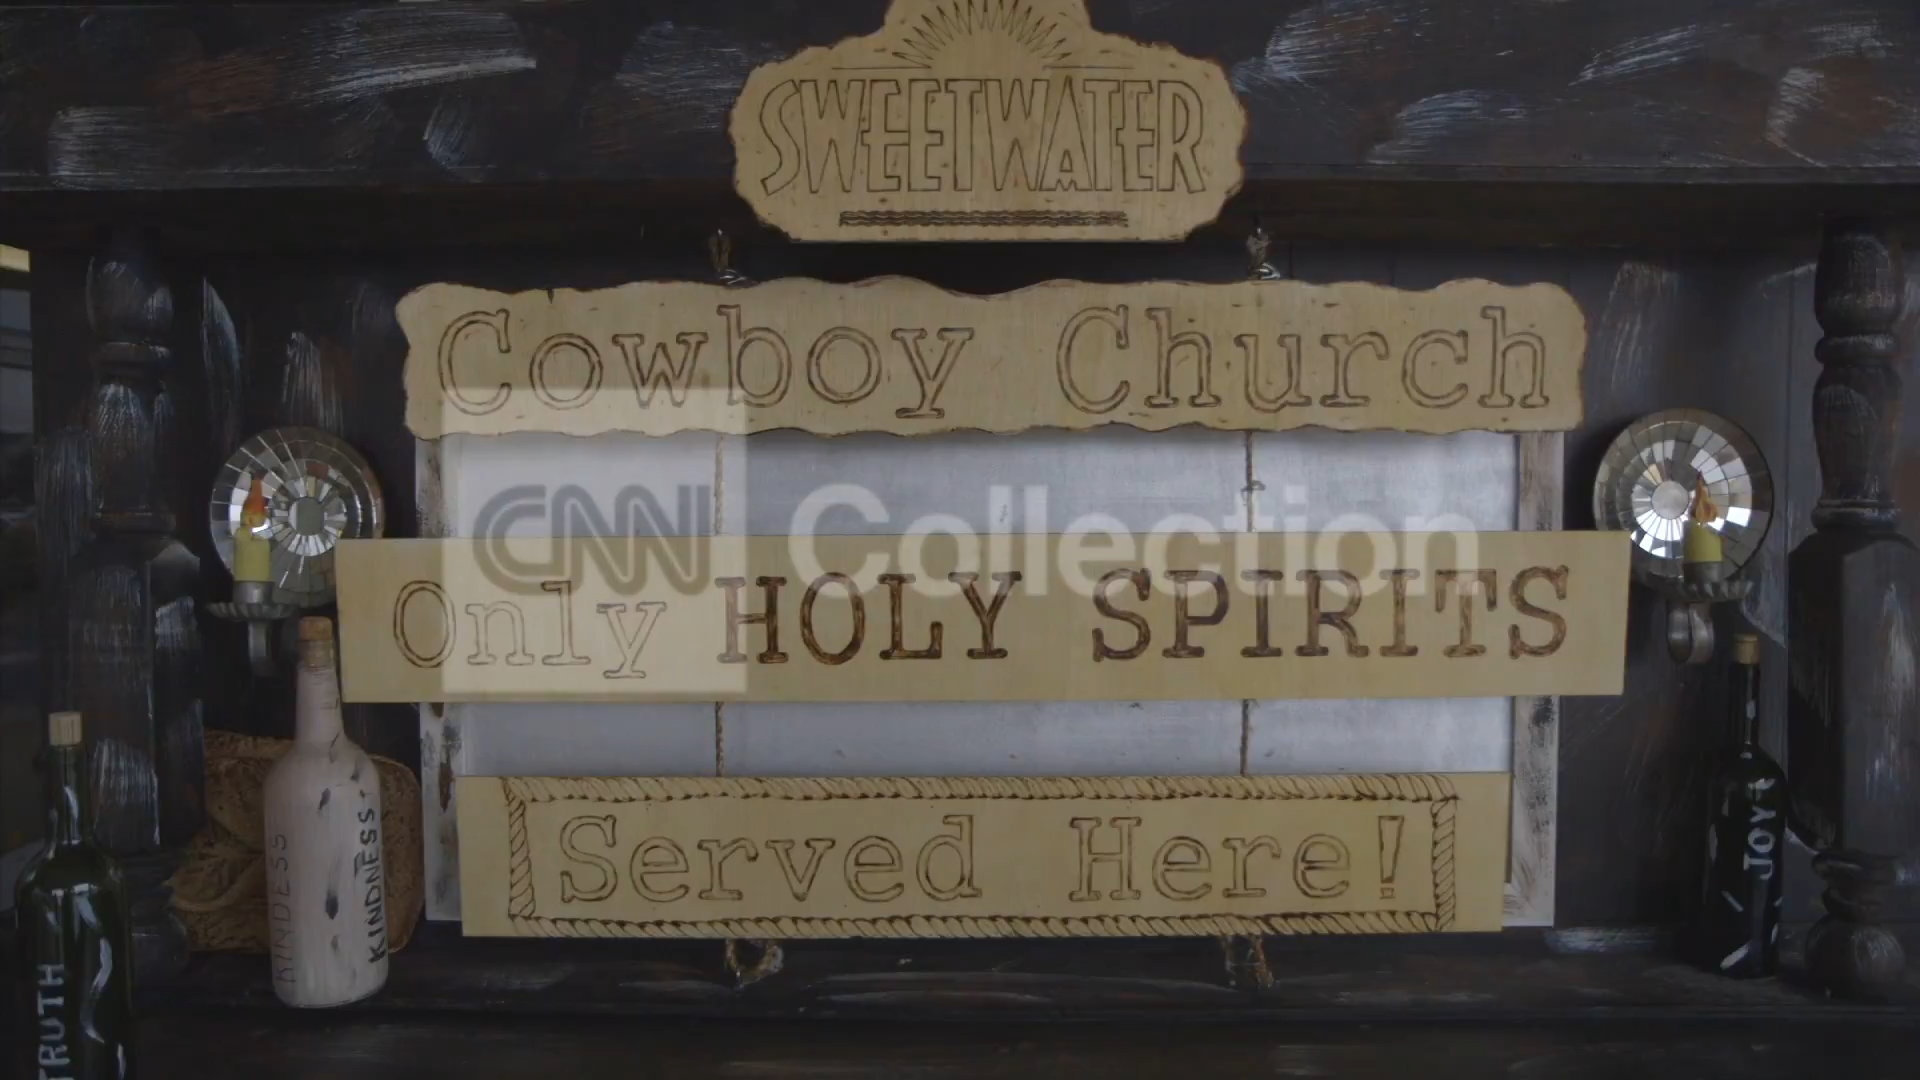 SWEETWATER
Cowboy Church
CNN Collection
Only HOLY SPIRITS
Served Here!
KINDESS
KINDNESS
JOY
TRUTH